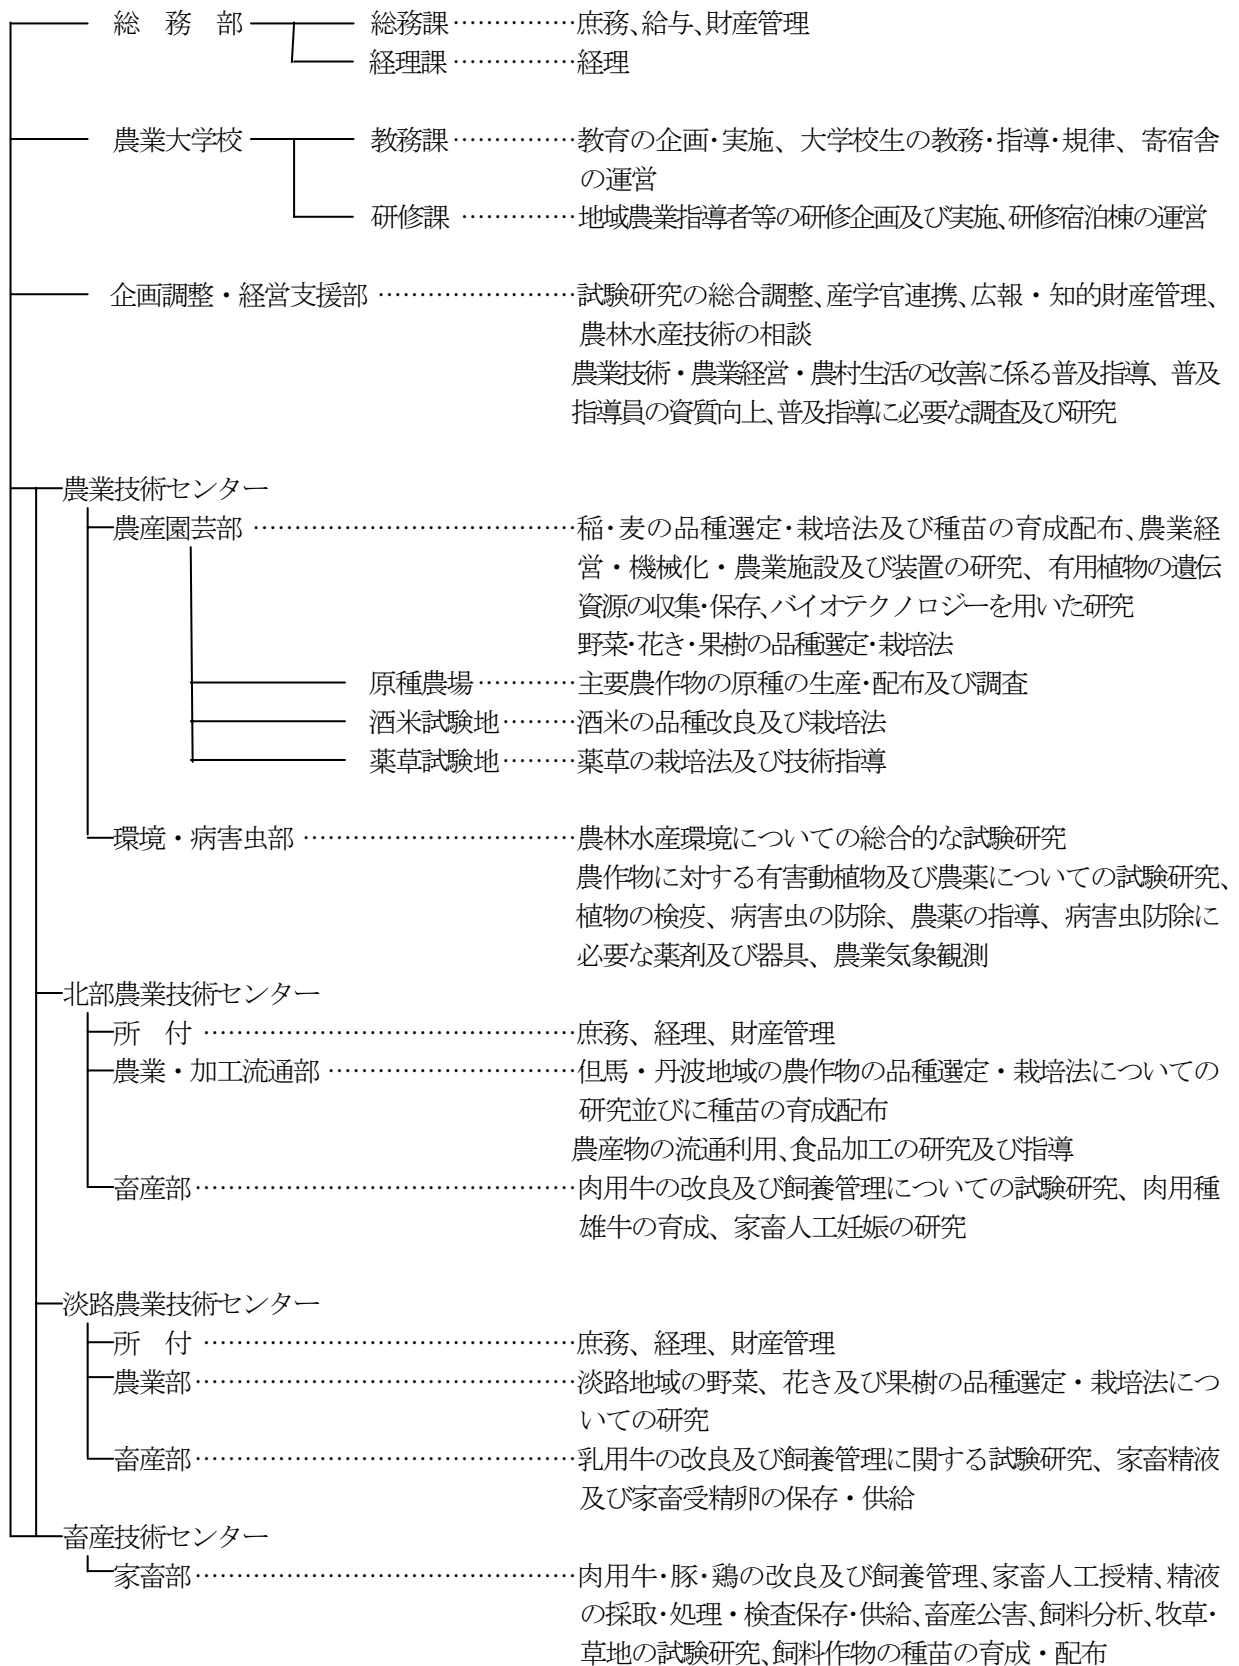 総　務　部　総務課……………庶務、給与、財産管理
経理課……………経理
農業大学校　教務課……………教育の企画・実施、大学校生の教務・指導・規律、寄宿舎
の運営
研修課……………地域農業指導者等の研修企画及び実施、研修宿泊棟の運営
企画調整・経営支援部……………………試験研究の総合調整、産学官連携、広報・知的財産管理、
農林水産技術の相談
農業技術・農業経営・農村生活の改善に係る普及指導、普及
指導員の資質向上、普及指導に必要な調査及び研究
農業技術センター
農産園芸部…………………………………稲・麦の品種選定・栽培法及び種苗の育成配布、農業経
営・機械化・農業施設及び装置の研究、有用植物の遺伝
資源の収集・保存、バイオテクノロジーを用いた研究
野菜・花き・果樹の品種選定・栽培法
原種農場…………主要農作物の原種の生産・配布及び調査
酒米試験地………酒米の品種改良及び栽培法
薬草試験地………薬草の栽培法及び技術指導
環境・病害虫部……………………………農林水産環境についての総合的な試験研究
農作物に対する有害動植物及び農薬についての試験研究、
植物の検疫、病害虫の防除、農薬の指導、病害虫防除に
必要な薬剤及び器具、農業気象観測
北部農業技術センター
所　付………………………………………庶務、経理、財産管理
農業・加工流通部…………………………但馬・丹波地域の農作物の品種選定・栽培法についての
研究並びに種苗の育成配布
農産物の流通利用、食品加工の研究及び指導
畜産部………………………………………肉用牛の改良及び飼養管理についての試験研究、肉用種
雄牛の育成、家畜人工妊娠の研究
淡路農業技術センター
所　付………………………………………庶務、経理、財産管理
農業部………………………………………淡路地域の野菜、花き及び果樹の品種選定・栽培法につ
いての研究
畜産部………………………………………乳用牛の改良及び飼養管理に関する試験研究、家畜精液
及び家畜受精卵の保存・供給
畜産技術センター
家畜部………………………………………肉用牛・豚・鶏の改良及び飼養管理、家畜人工授精、精液
の採取・処理・検査保存・供給、畜産公害、飼料分析、牧草・
草地の試験研究、飼料作物の種苗の育成・配布